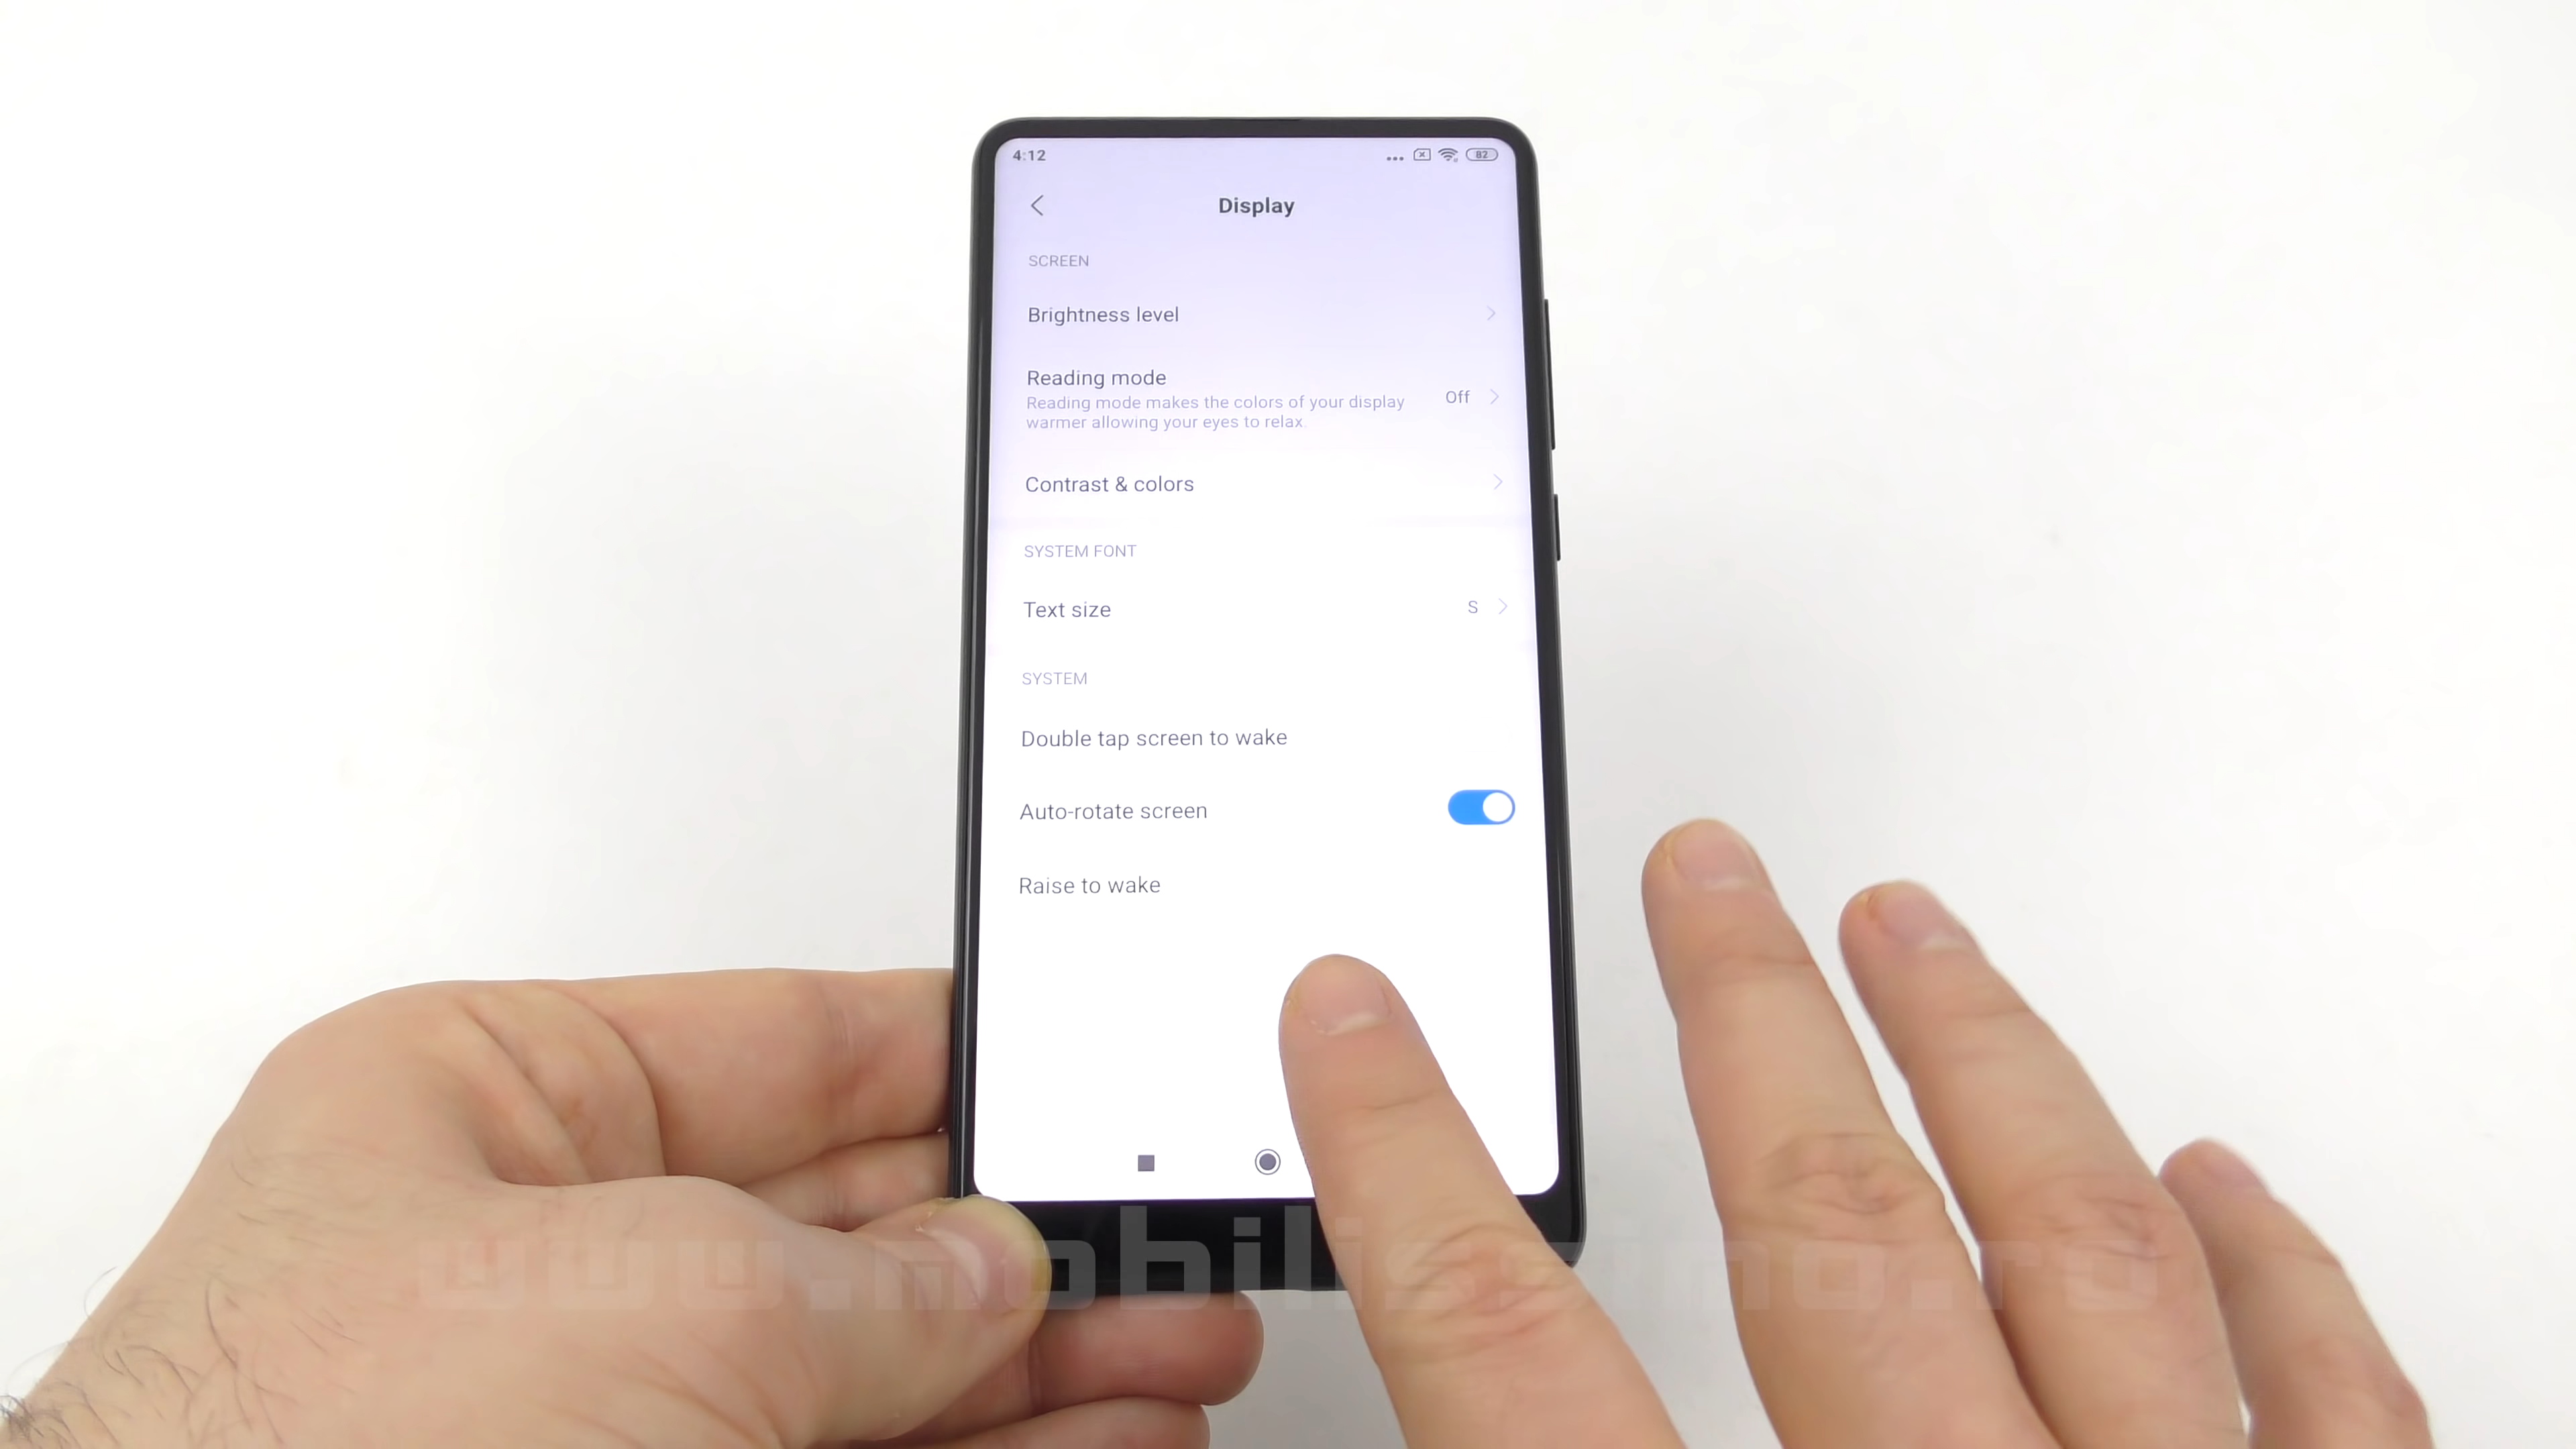 4:12
82
Display
SCREEN
Brightness level
Reading mode
Reading mode makes the colors of your display
warmer allowing your eyes to relax.
Off
Contrast & colors
SYSTEM FONT
Text size
S
SYSTEM
Double tap screen to wake
Auto-rotate screen
Raise to wake
www.mobilissimo.ro